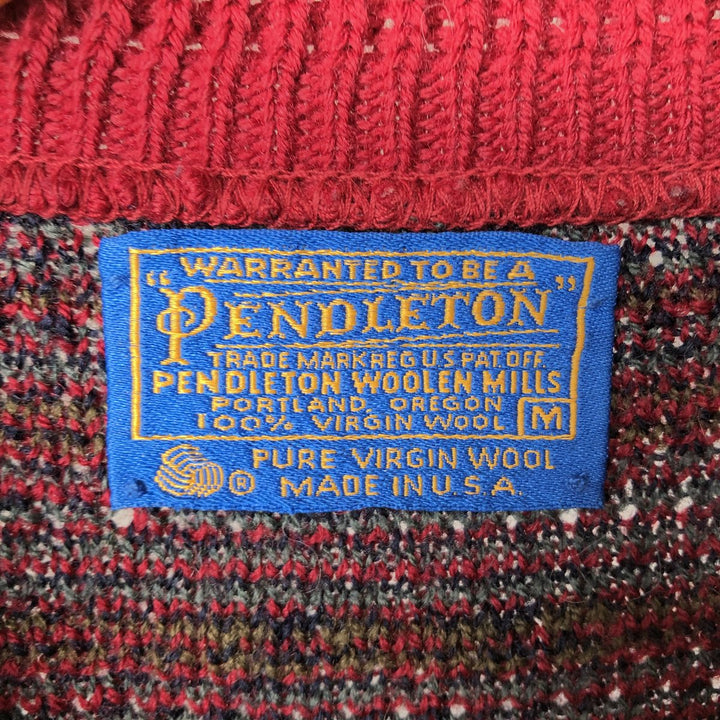 WARRANTED TO BE A
"PENDLETON"
TRADE MARK REG U.S PAT. OFF.
PENDLETON WOOLEN MILLS
PORTLAND, OREGON
100% VIRGIN WOOL M
® PURE VIRGIN WOOL
MADE IN U.S.A.